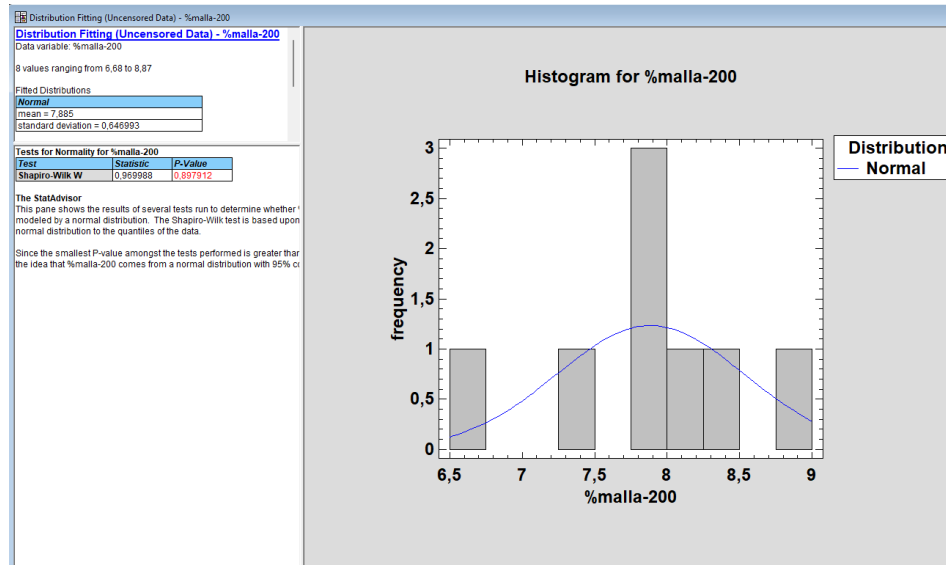 Distribution Fitting (Uncensored Data) - %malla-200
Distribution Fitting (Uncensored Data) - %malla-200
Data variable: %malla-200
8 values ranging from 6,68 to 8,87
Fitted Distributions
Normal
mean = 7,885
standard deviation = 0,646993
Tests for Normality for %malla-200
Test Statistic P-Value
Shapiro-Wilk W 0,969988 0,897912
The StatAdvisor
This pane shows the results of several tests run to determine whether
modeled by a normal distribution. The Shapiro-Wilk test is based upon
normal distribution to the quantiles of the data.
Since the smallest P-value amongst the tests performed is greater than
the idea that %malla-200 comes from a normal distribution with 95%
Histogram for %malla-200
Distribution
Normal
frequency
3
2,5
2
1,5
1
0,5
0
6,5 7 7,5 8 8,5 9
%malla-200